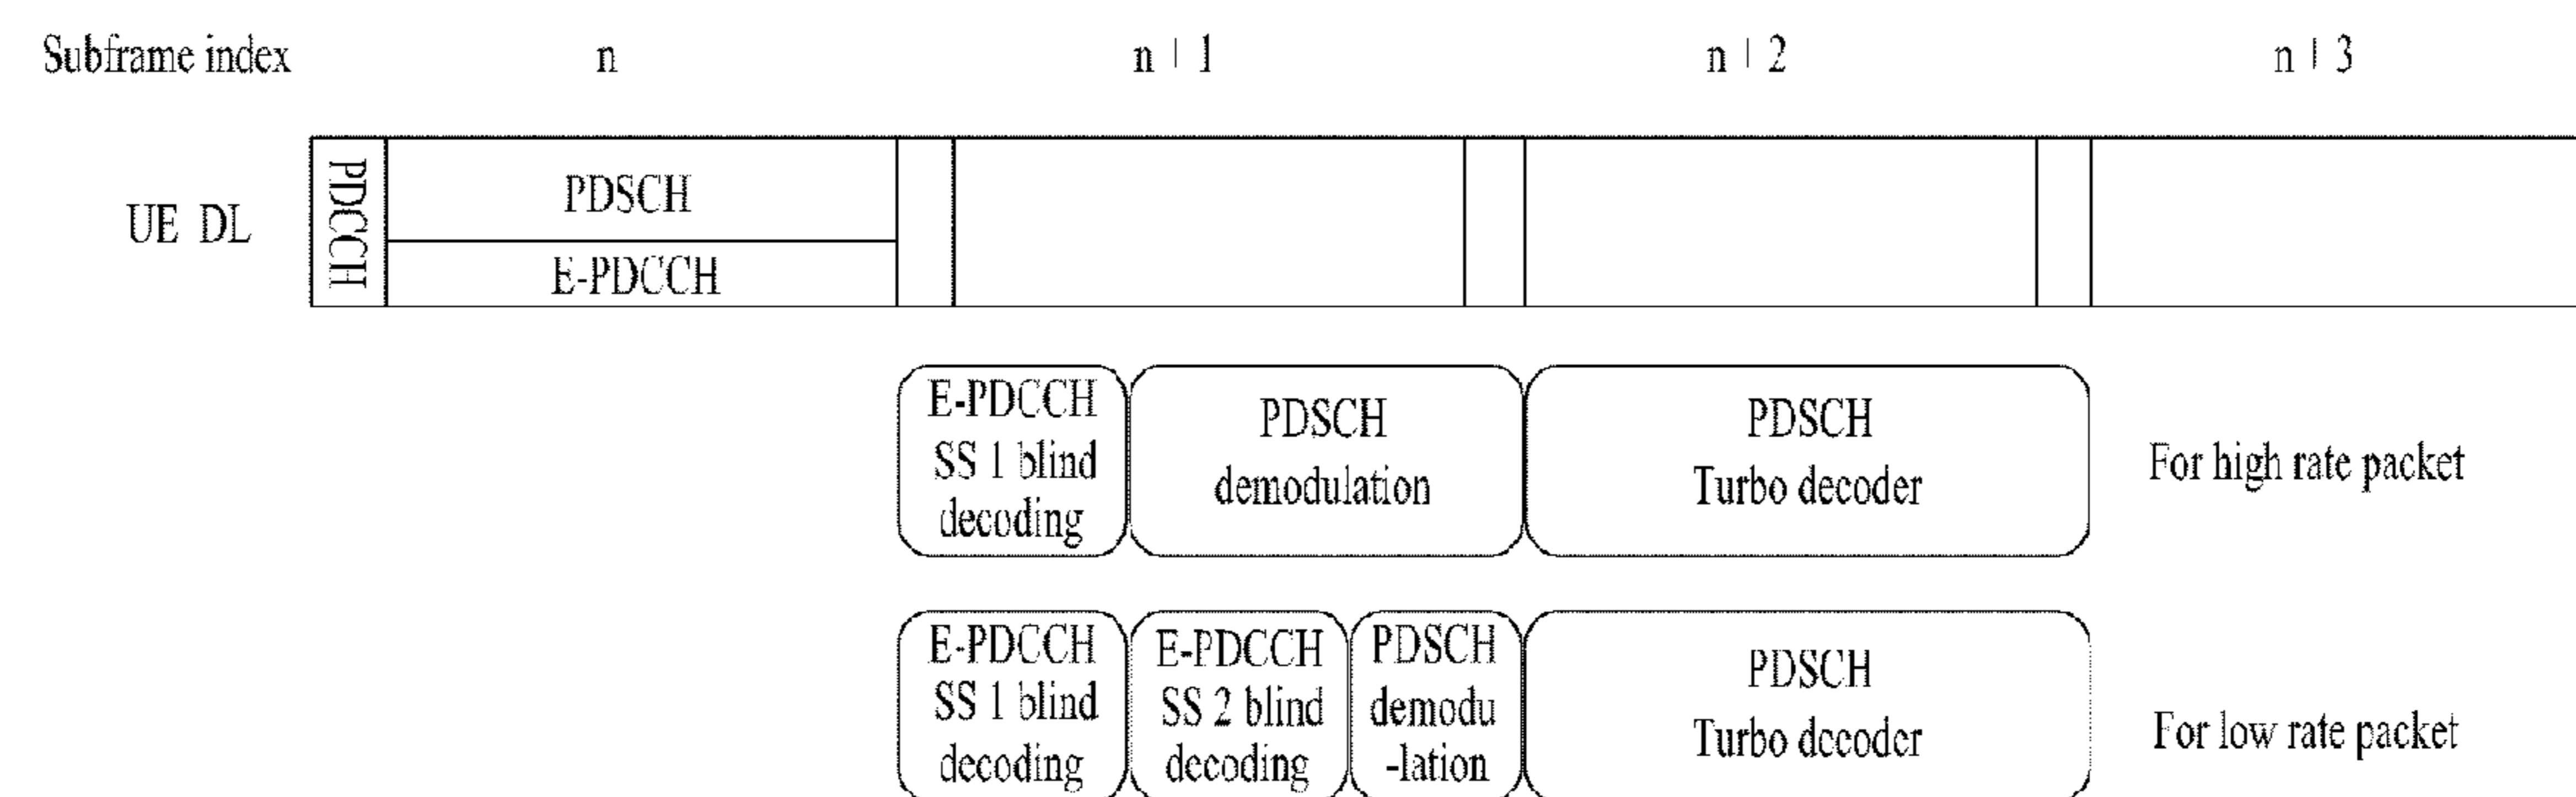 Subframe index n n+1 n+2 n+3
UE DL
PDCCH
PDSCH
E-PDCCH
E-PDCCH
SS 1 blind
decoding
PDSCH
demodulation
PDSCH
Turbo decoder
For high rate packet
E-PDCCH
SS 1 blind
decoding
E-PDCCH
SS 2 blind
decoding
PDSCH
demodu
-lation
PDSCH
Turbo decoder
For low rate packet